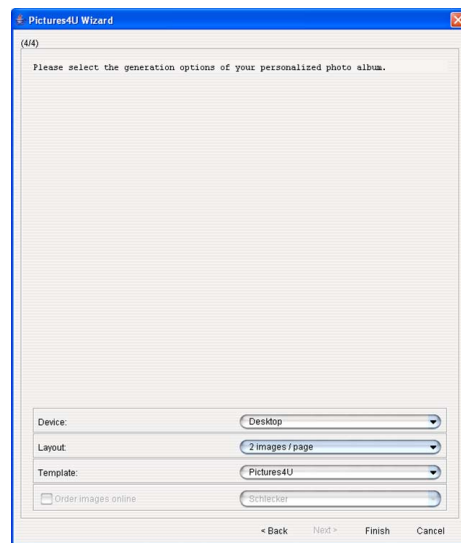 Pictures4U Wizard
(4/4)
Please select the generation options of your personalized photo album.
Device: Desktop
Layout: 2 images / page
Template: Pictures4U
Order images online Schlecker
< Back Next > Finish Cancel